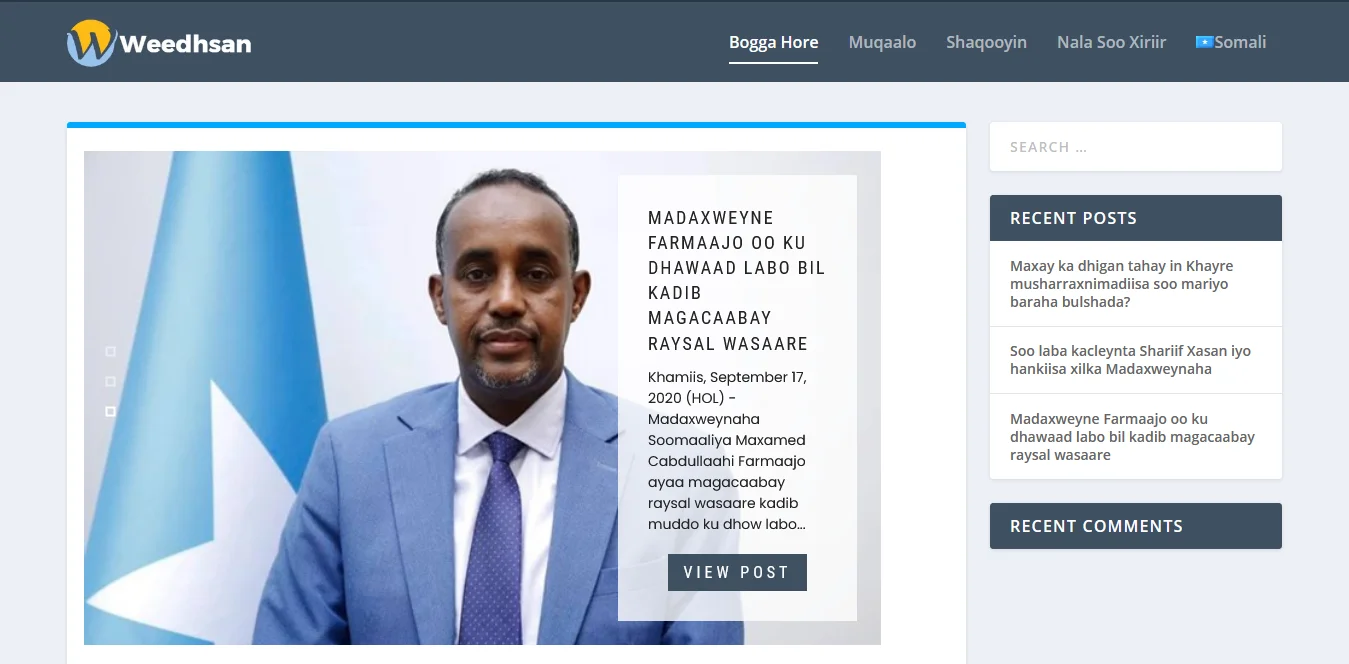 Weedhsan
Bogga Hore
Muqaalo
Shaqooyin
Nala Soo Xiriir
Somali
MADAXWEYNE
FARMAAJO OO KU
DHAWAAD LABO BIL
KADIB
MAGACAABAY
RAYSAL WASAARE
Khamiis, September 17,
2020 (HOL) -
Madaxweynaha
Soomaaliya Maxamed
Cabdullaahi Farmaajo
ayaa magacaabay
raysal wasaare kadib
muddo ku dhow labo...
VIEW POST
SEARCH …
RECENT POSTS
Maxay ka dhigan tahay in Khayre
musharraxnimadiisa soo mariyo
baraha bulshada?
Soo laba kacleynta Shariif Xasan iyo
hankiisa xilka Madaxweynaha
Madaxweyne Farmaajo oo ku
dhawaad labo bil kadib magacaabay
raysal wasaare
RECENT COMMENTS